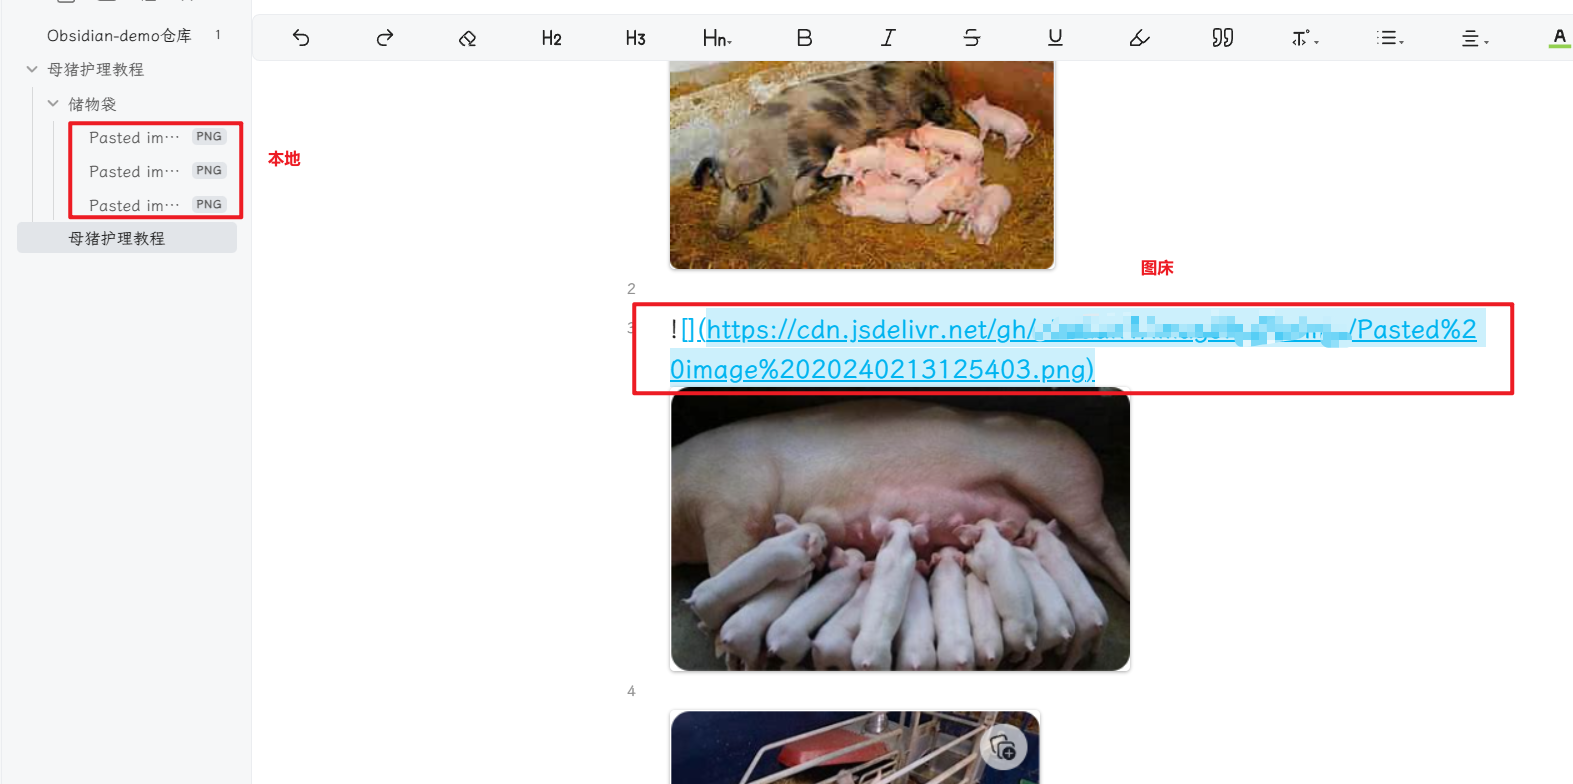 Obsidian-demo仓库 1
母猪护理教程
储物袋
Pasted im··· PNG
Pasted im··· PNG
Pasted im··· PNG
母猪护理教程
本地
H2 H3 Hn B I S U A
图床
2
3
![](https://cdn.jsdelivr.net/gh/ /Pasted%2
0image%2020240213125403.png)
4